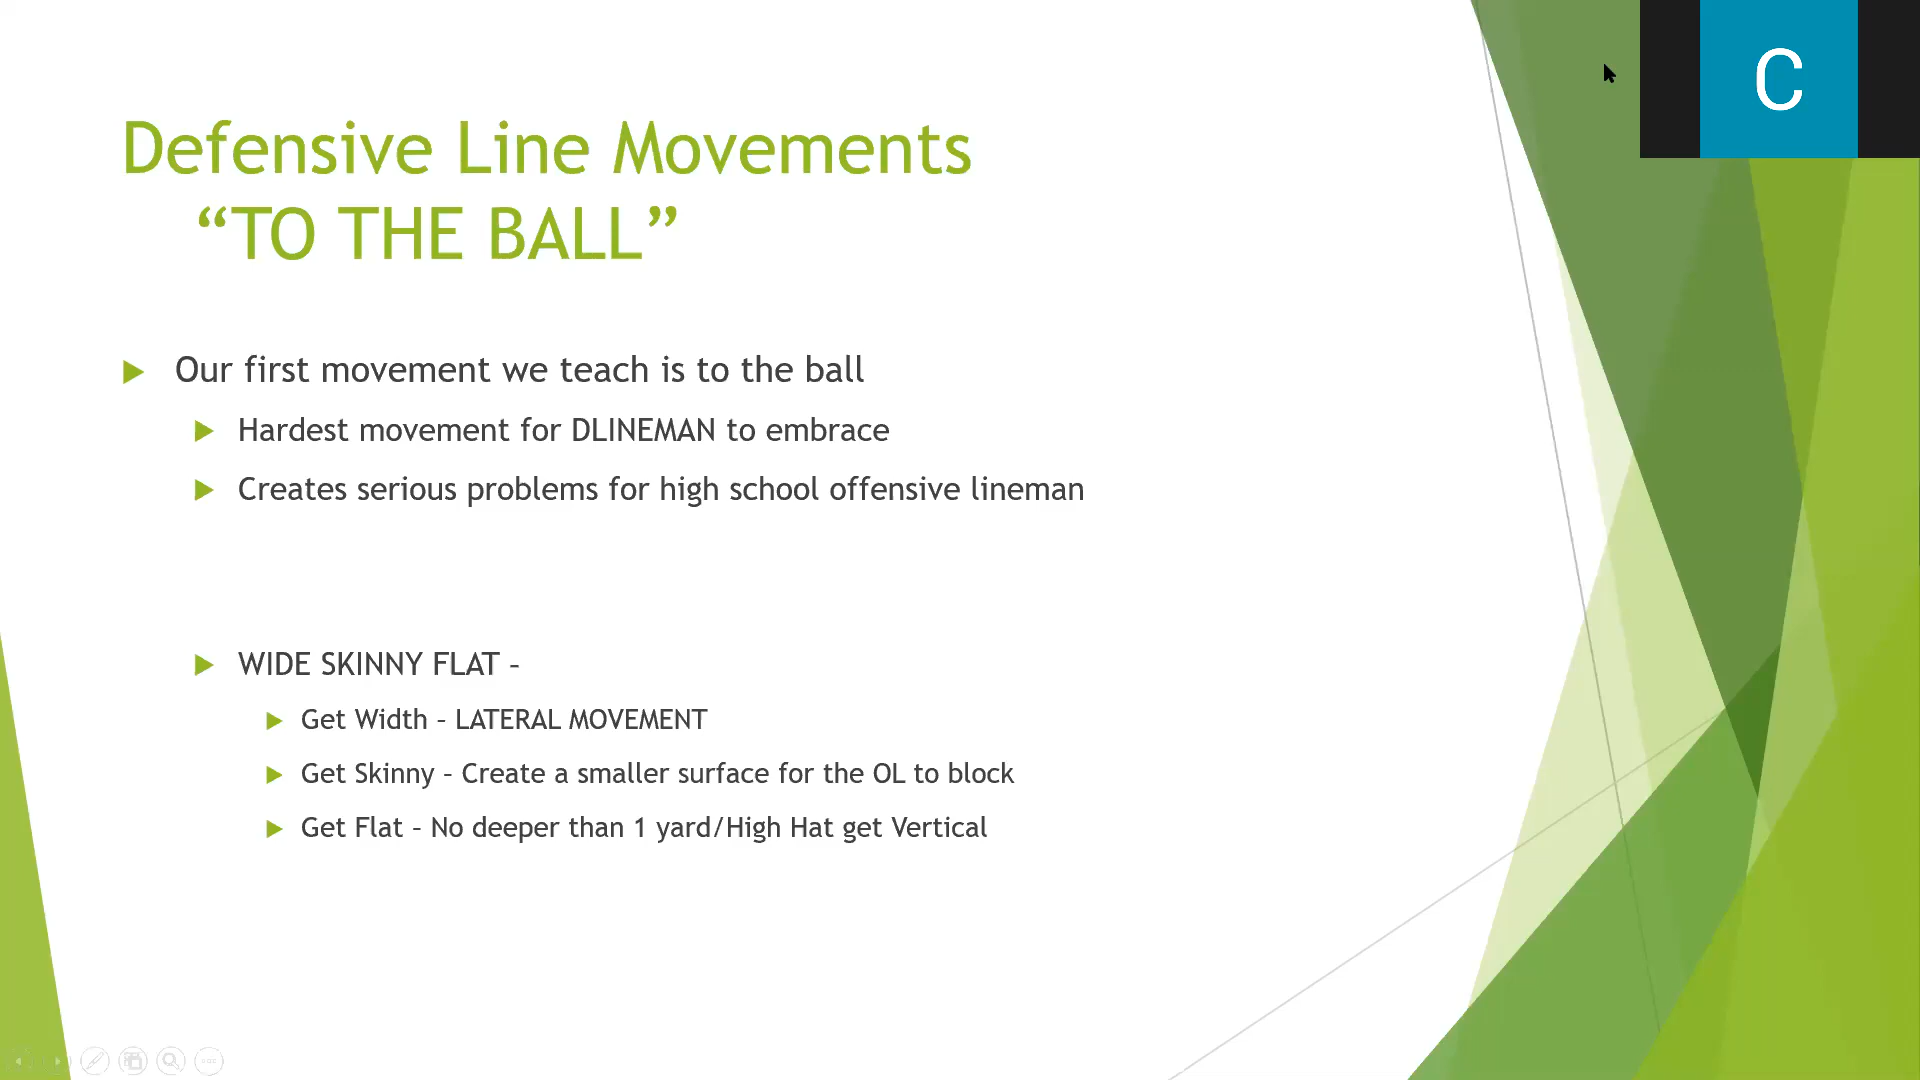 C
Defensive Line Movements
“TO THE BALL”
Our first movement we teach is to the ball
Hardest movement for DLINEMAN to embrace
Creates serious problems for high school offensive lineman
WIDE SKINNY FLAT –
Get Width – LATERAL MOVEMENT
Get Skinny – Create a smaller surface for the OL to block
Get Flat – No deeper than 1 yard/High Hat get Vertical